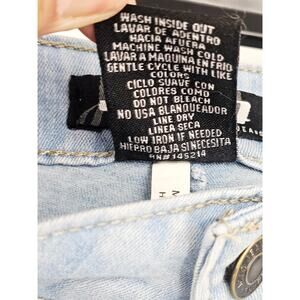 WASH INSIDE OUT
LAVAR DE ADENTRO
HACIA AFUERA
MACHINE WASH COLD
LAVAR A MAQUINA EN FRIO
GENTLE CYCLE WITH LIKE
COLORS
CICLO SUAVE CON
COLORES COMO
DO NOT BLEACH
NO USA BLANQUEADOR
LINE DRY
LINEA SECA
LOW IRON IF NEEDED
HIEPRO BAJA SI NECESITA
RN# 145214